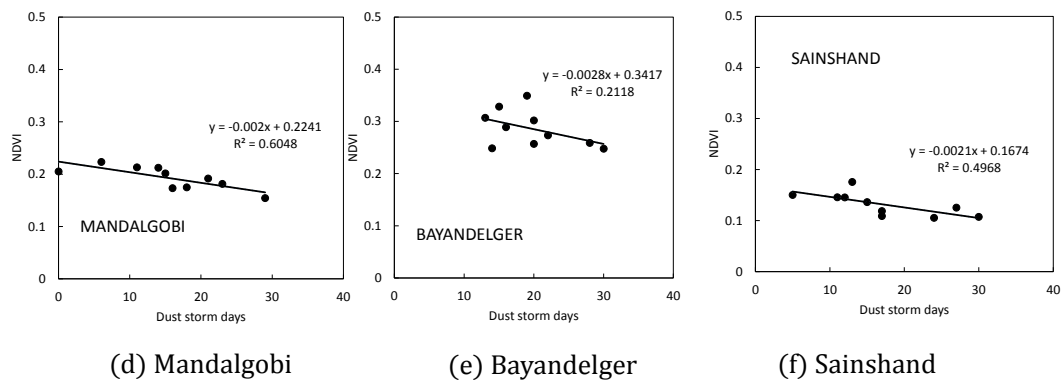 0.5
0.4
0.3
0.2
0.1
0
NDVI
y = -0.002x + 0.2241
R² = 0.6048
MANDALGOBI
0 10 20 30 40
Dust storm days
(d) Mandalgobi
0.5
0.4
0.3
0.2
0.1
0
NDVI
y = -0.0028x + 0.3417
R² = 0.2118
BAYANDELGER
0 10 20 30 40
Dust storm days
(e) Bayandelger
0.5
0.4
0.3
0.2
0.1
0
NDVI
SAINSHAND
y = -0.0021x + 0.1674
R² = 0.4968
0 10 20 30 40
Dust storm days
(f) Sainshand